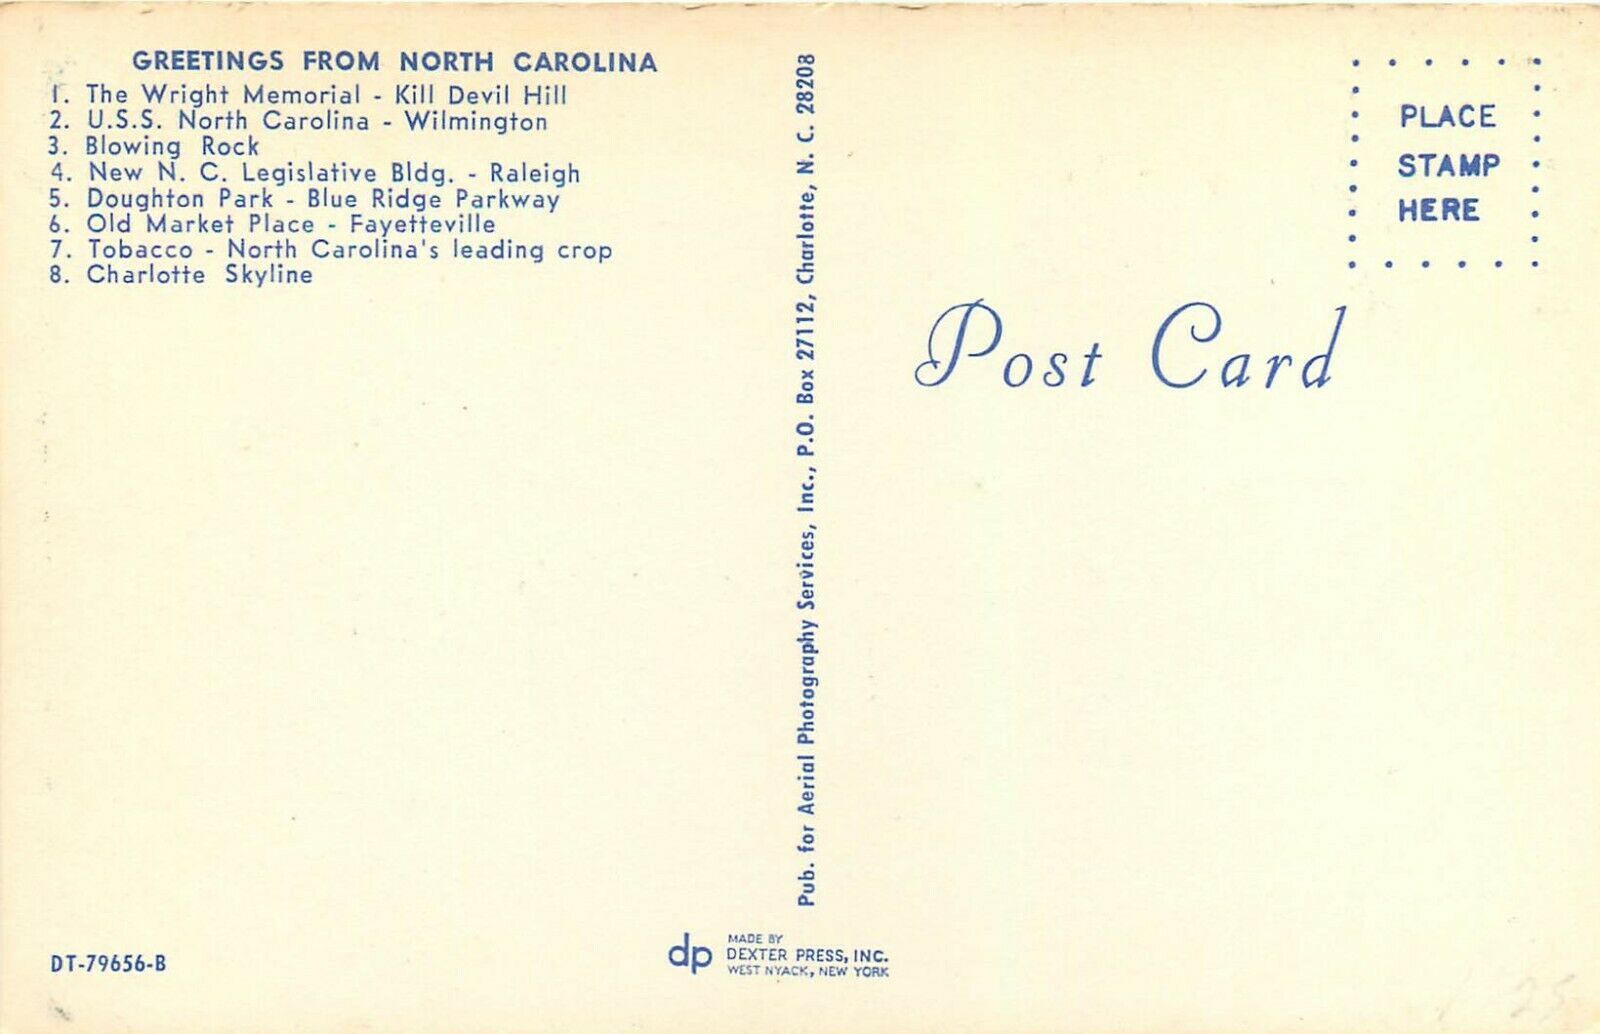 GREETINGS FROM NORTH CAROLINA
1. The Wright Memorial - Kill Devil Hill
2. U.S.S. North Carolina - Wilmington
3. Blowing Rock
4. New N. C. Legislative Bldg. - Raleigh
5. Doughton Park - Blue Ridge Parkway
6. Old Market Place - Fayetteville
7. Tobacco - North Carolina's leading crop
8. Charlotte Skyline
DT-79656-B
Pub. for Aerial Photography Services, Inc., P.O. Box 27112, Charlotte, N. C. 28208
dp
MADE BY
DEXTER PRESS, INC.
WEST NYACK, NEW YORK
PLACE
STAMP
HERE
Post Card
25